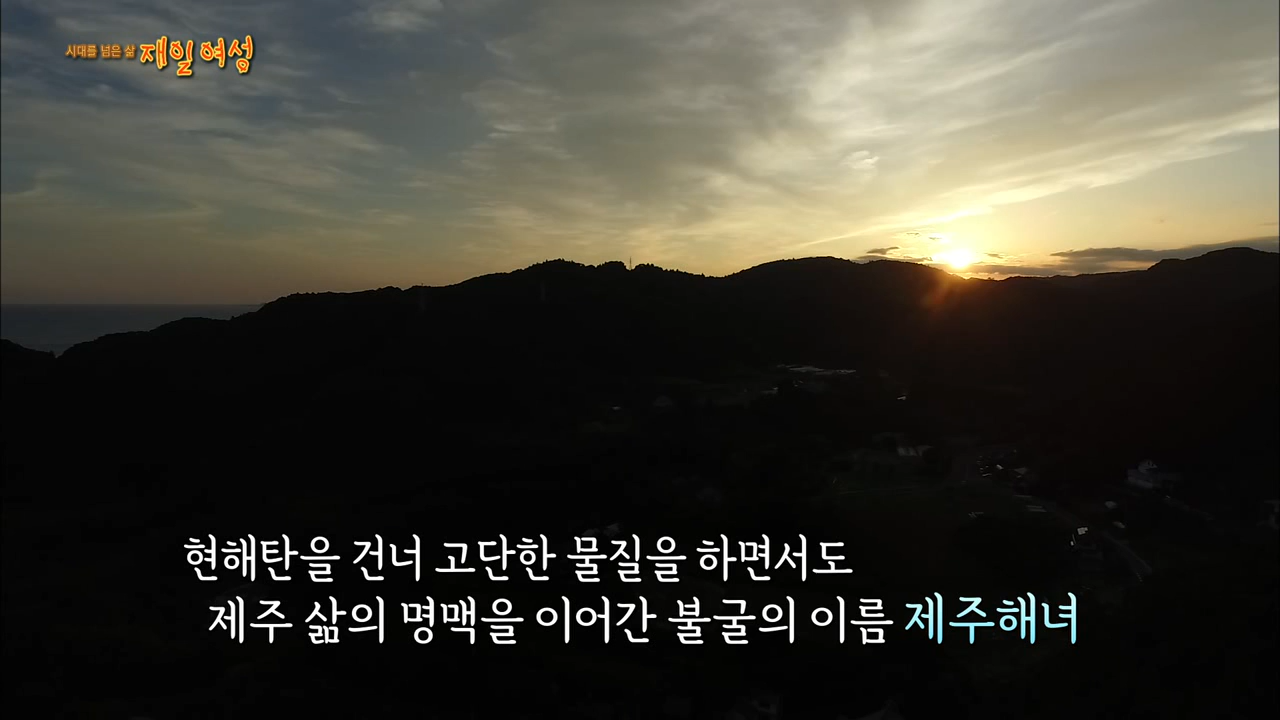 시대를 넘은 삶 재일여성
현해탄을 건너 고단한 물질을 하면서도
제주 삶의 명맥을 이어간 불굴의 이름 제주해녀